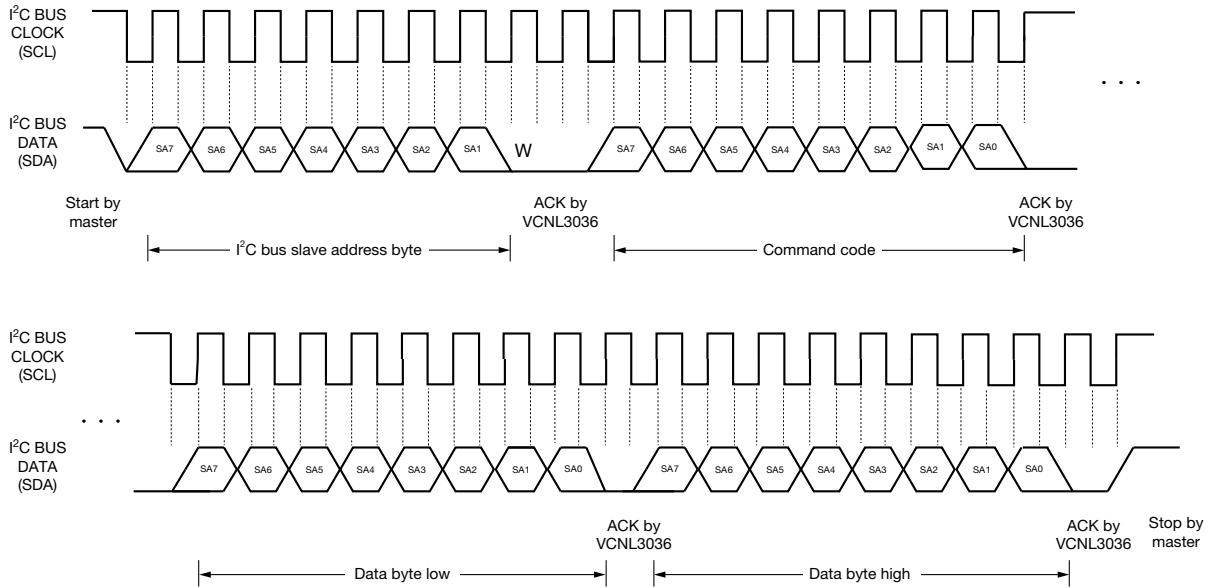 I²C BUS
CLOCK
(SCL)
. . .
I²C BUS
DATA
(SDA)
SA7 SA6 SA5 SA4 SA3 SA2 SA1 W SA7 SA6 SA5 SA4 SA3 SA2 SA1 SA0
Start by
master
ACK by
VCNL3036
ACK by
VCNL3036
I²C bus slave address byte
Command code
I²C BUS
CLOCK
(SCL)
. . .
I²C BUS
DATA
(SDA)
SA7 SA6 SA5 SA4 SA3 SA2 SA1 SA0 SA7 SA6 SA5 SA4 SA3 SA2 SA1 SA0
ACK by
VCNL3036
ACK by
VCNL3036
Stop by
master
Data byte low
Data byte high